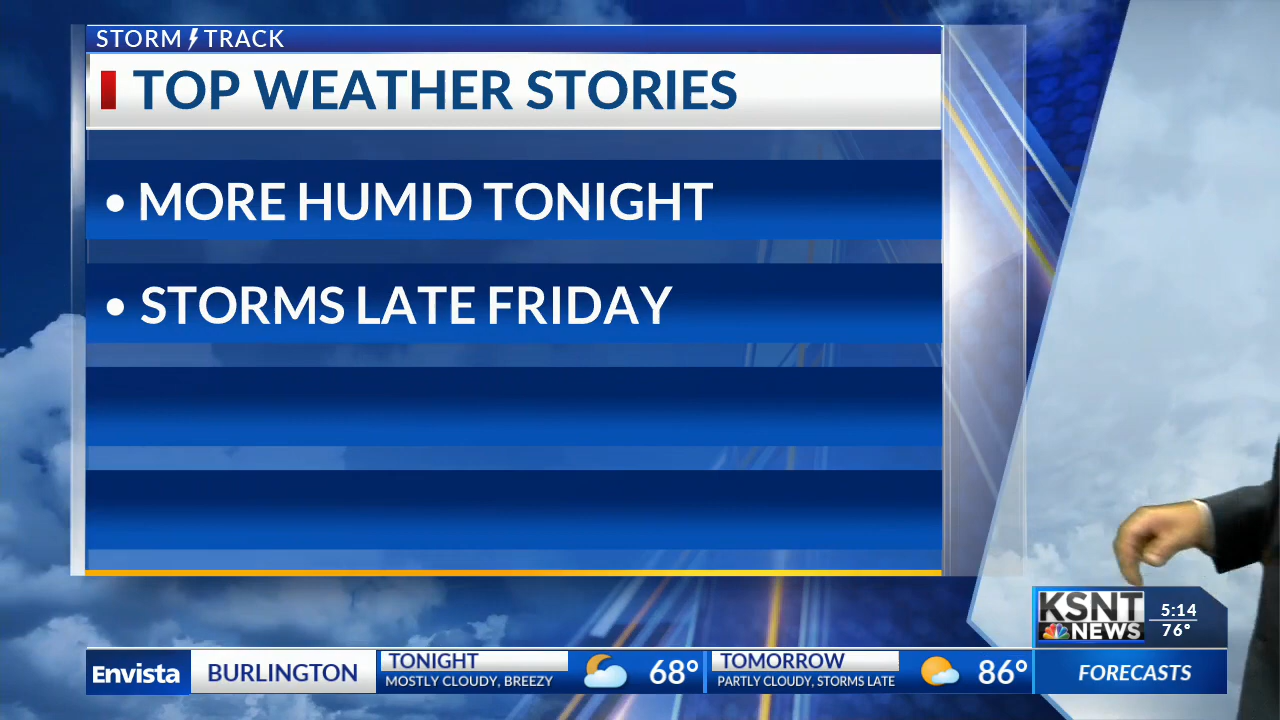 STORM TRACK
TOP WEATHER STORIES
• MORE HUMID TONIGHT
• STORMS LATE FRIDAY
KSNT
NEWS
5:14
76°
Envista
BURLINGTON
TONIGHT
MOSTLY CLOUDY, BREEZY
68°
TOMORROW
PARTLY CLOUDY, STORMS LATE
86°
FORECASTS